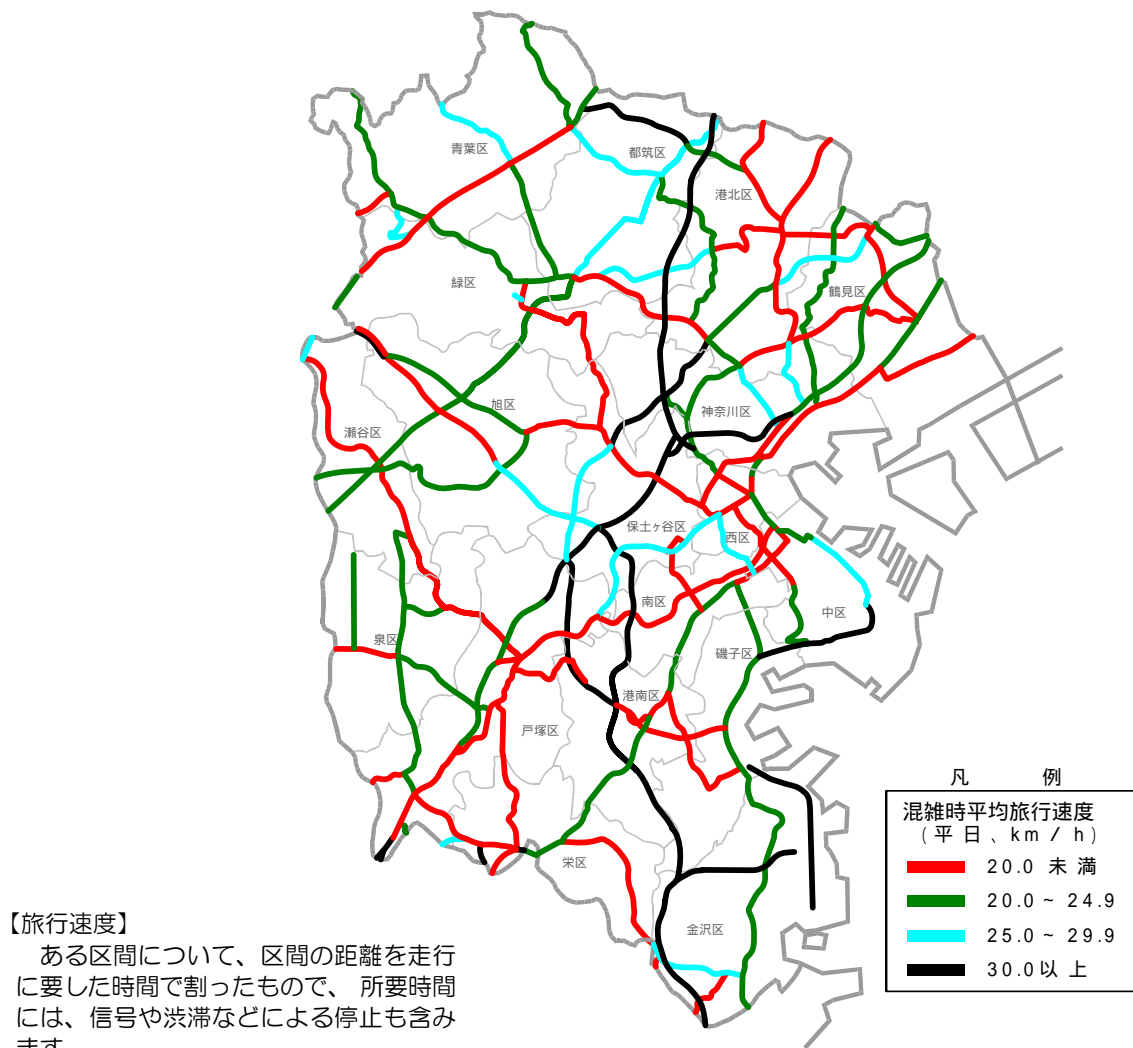 青葉区
都筑区
港北区
緑区
鶴見区
旭区
神奈川区
瀬谷区
保土ヶ谷区
西区
南区
中区
泉区
磯子区
港南区
戸塚区
栄区
金沢区
凡 例
混雑時平均旅行速度
(平日、km/h)
20.0 未満
20.0~24.9
25.0~29.9
30.0以上
【旅行速度】
ある区間について、区間の距離を走行
に要した時間で割ったもので、 所要時間
には、信号や渋滞などによる停止も含み
ます